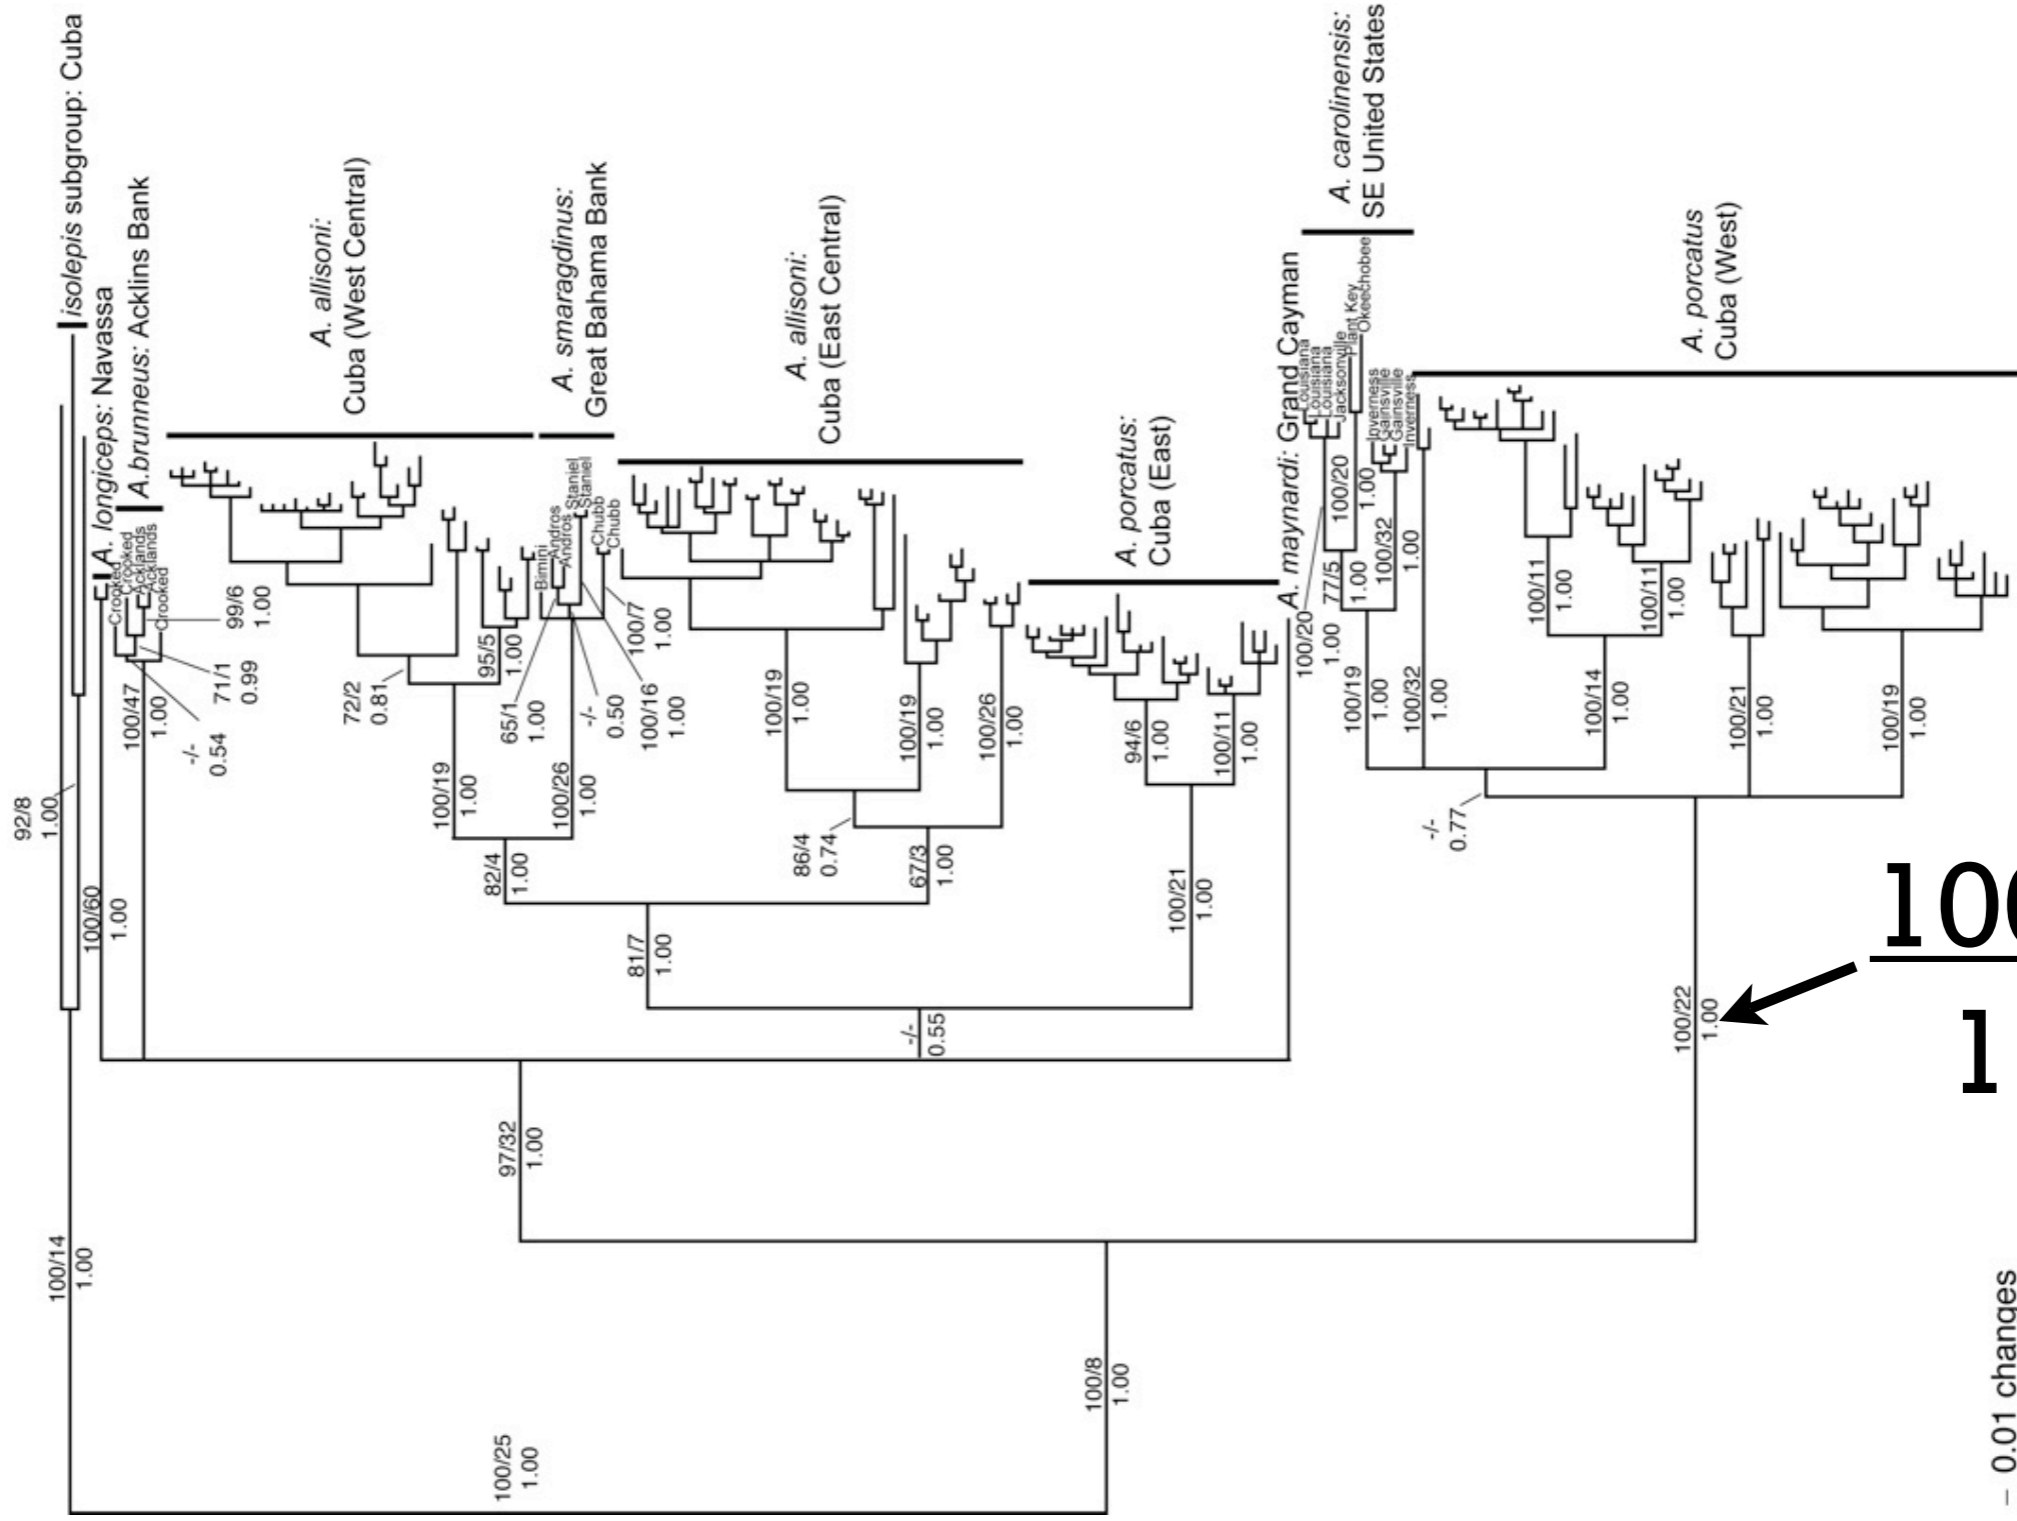 isolepis subgroup: Cuba
A. longiceps: Navassa
A.brunneus: Acklins Bank
A. allisoni:
Cuba (West Central)
A. smaragdinus:
Great Bahama Bank
A. allisoni:
Cuba (East Central)
A. porcatus:
Cuba (East)
A. maynardi: Grand Cayman
A. carolinensis:
SE United States
A. porcatus
Cuba (West)
Crooked
Crooked
Acklands
Acklands
Crooked
Bimini
Andros
Andros
Staniel
Staniel
Chubb
Chubb
Louisiana
Louisiana
Louisiana
Jacksonville
Plant Key
Okeechobee
Inverness
Gainsville
Gainsville
Inverness
92/8
1.00
100/60
1.00
100/14
1.00
100/25
1.00
100/47
1.00
-/-
0.54
71/1
0.99
99/6
1.00
72/2
0.81
95/5
1.00
100/19
1.00
65/1
1.00
-/-
0.50
100/16
1.00
100/7
1.00
100/26
1.00
82/4
1.00
81/7
1.00
100/19
1.00
100/19
1.00
100/26
1.00
86/4
0.74
67/3
1.00
94/6
1.00
100/11
1.00
100/21
1.00
-/-
0.55
97/32
1.00
100/8
1.00
100/20
1.00
100/20
1.00
77/5
1.00
100/32
1.00
100/19
1.00
100/32
1.00
100/11
1.00
100/11
1.00
100/14
1.00
100/21
1.00
100/19
1.00
-/-
0.77
100/22
1.00
100
1
0.01 changes